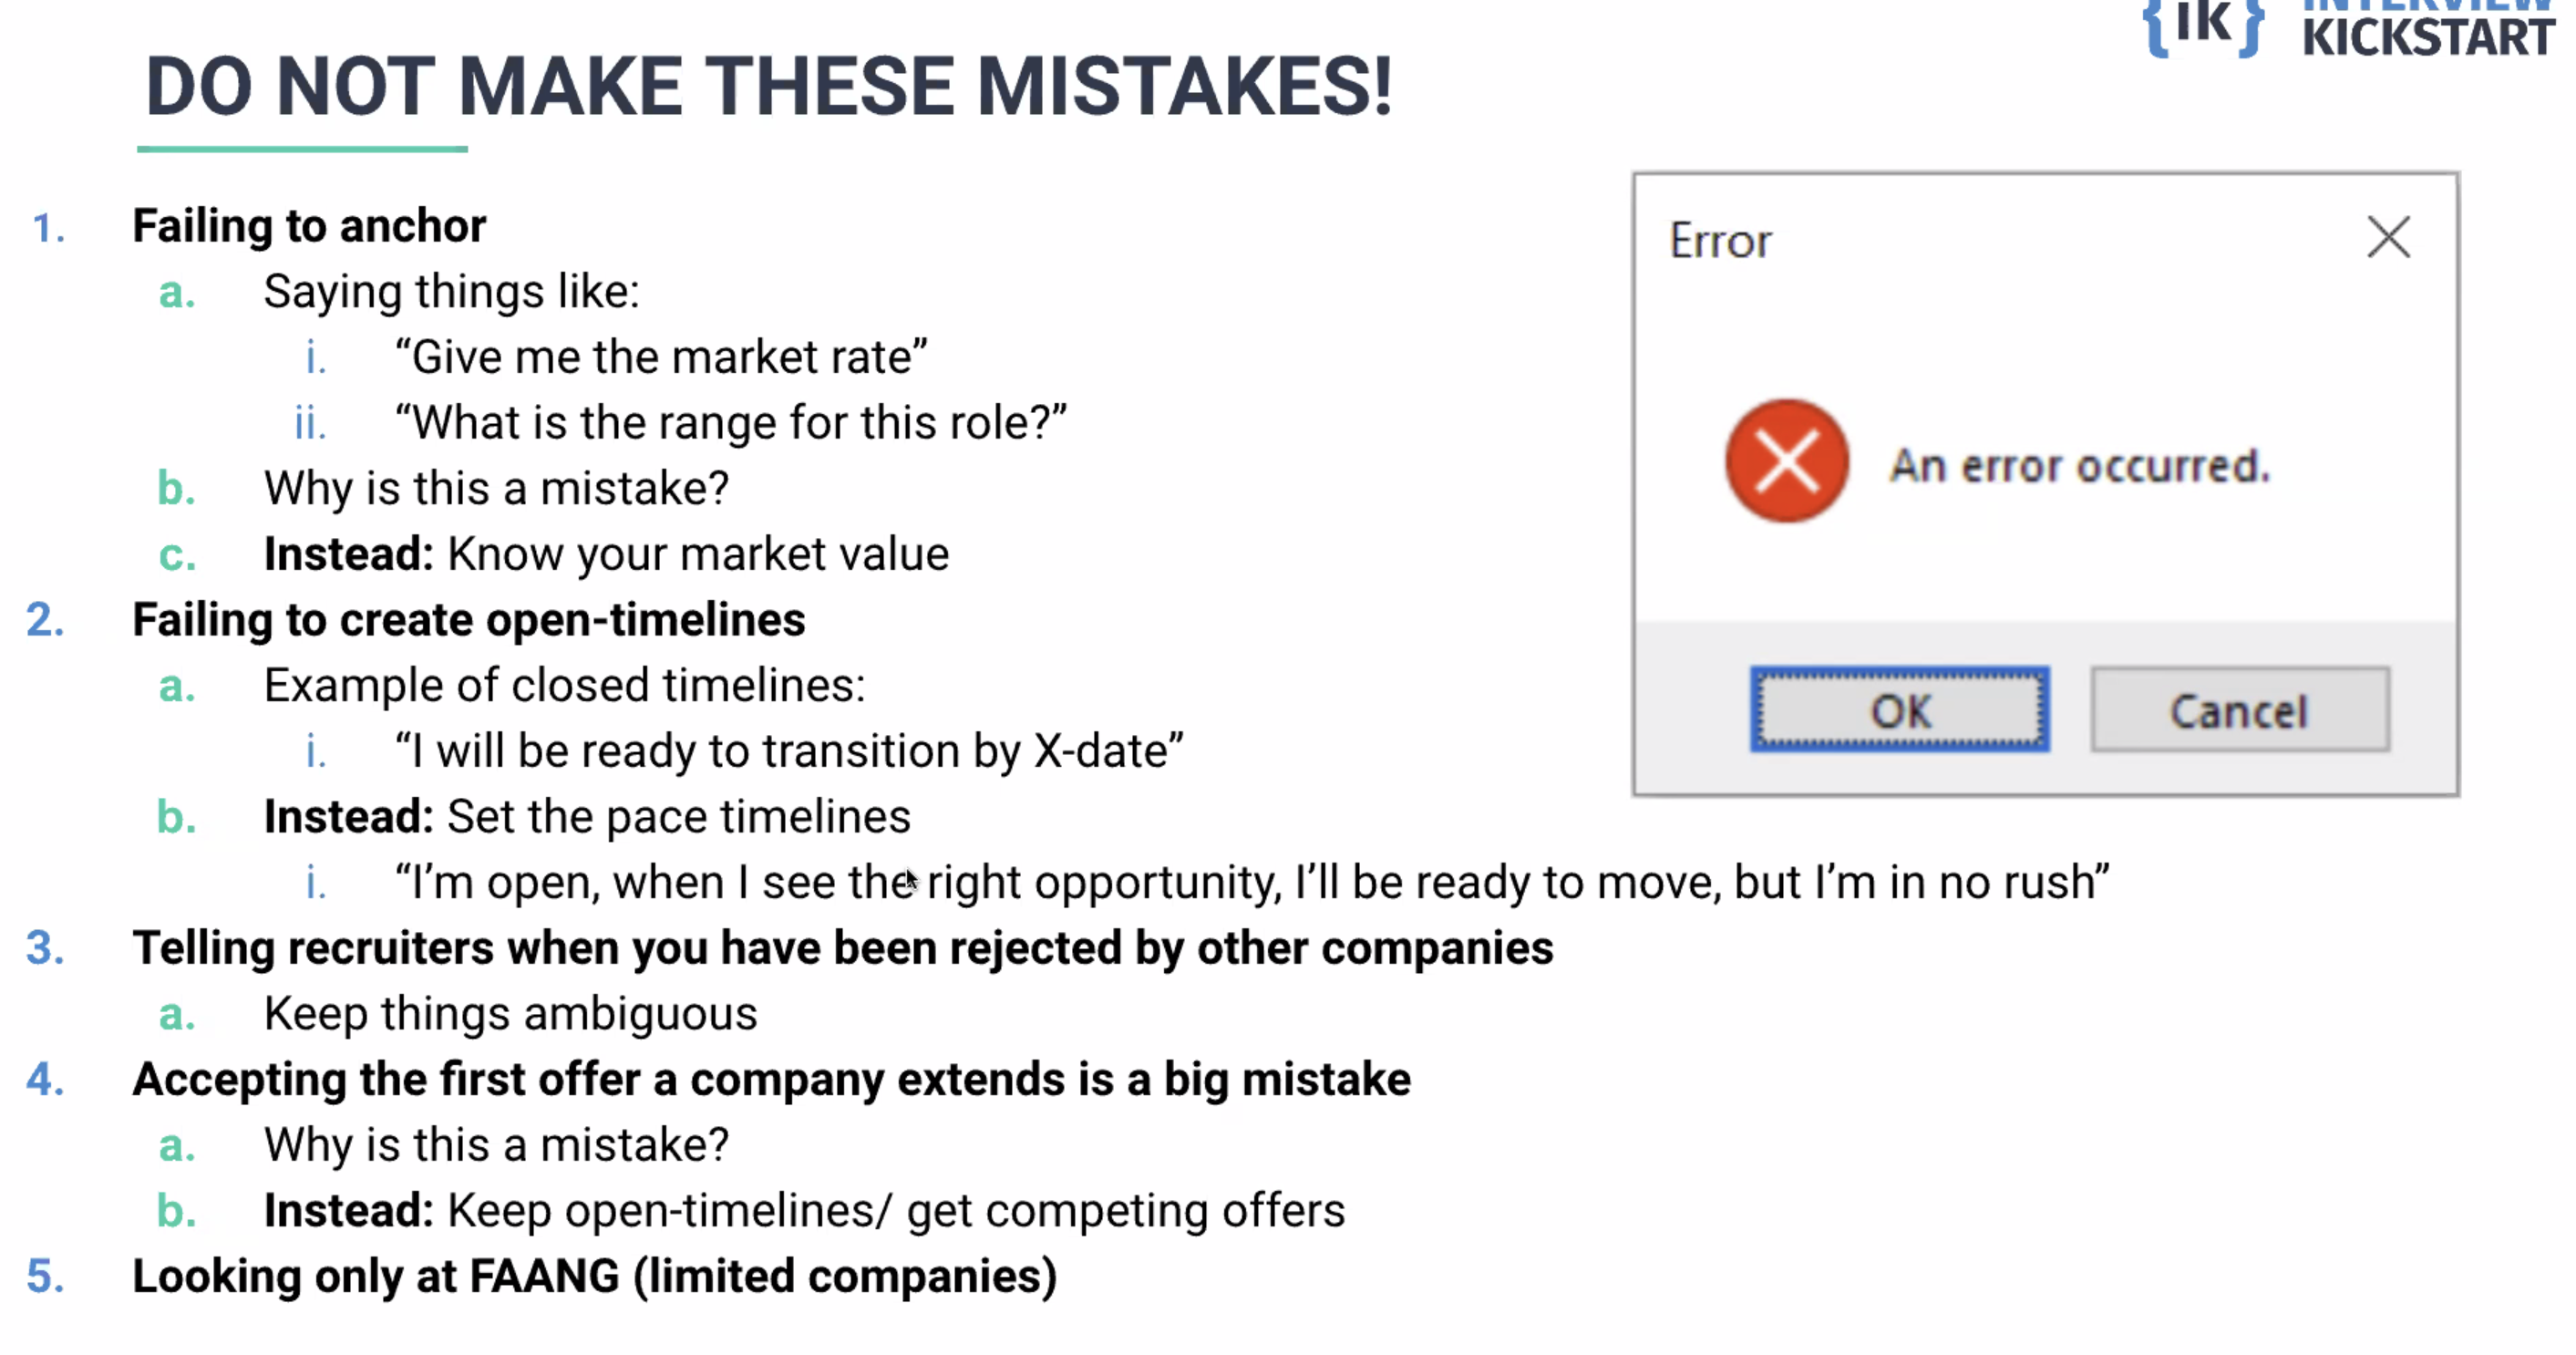 {ik} INTERVIEW
KICKSTART
DO NOT MAKE THESE MISTAKES!
1. Failing to anchor
a. Saying things like:
i. “Give me the market rate”
ii. “What is the range for this role?”
b. Why is this a mistake?
c. Instead: Know your market value
2. Failing to create open-timelines
a. Example of closed timelines:
i. “I will be ready to transition by X-date”
b. Instead: Set the pace timelines
i. “I’m open, when I see the right opportunity, I’ll be ready to move, but I’m in no rush”
3. Telling recruiters when you have been rejected by other companies
a. Keep things ambiguous
4. Accepting the first offer a company extends is a big mistake
a. Why is this a mistake?
b. Instead: Keep open-timelines/ get competing offers
5. Looking only at FAANG (limited companies)
Error
An error occurred.
OK
Cancel